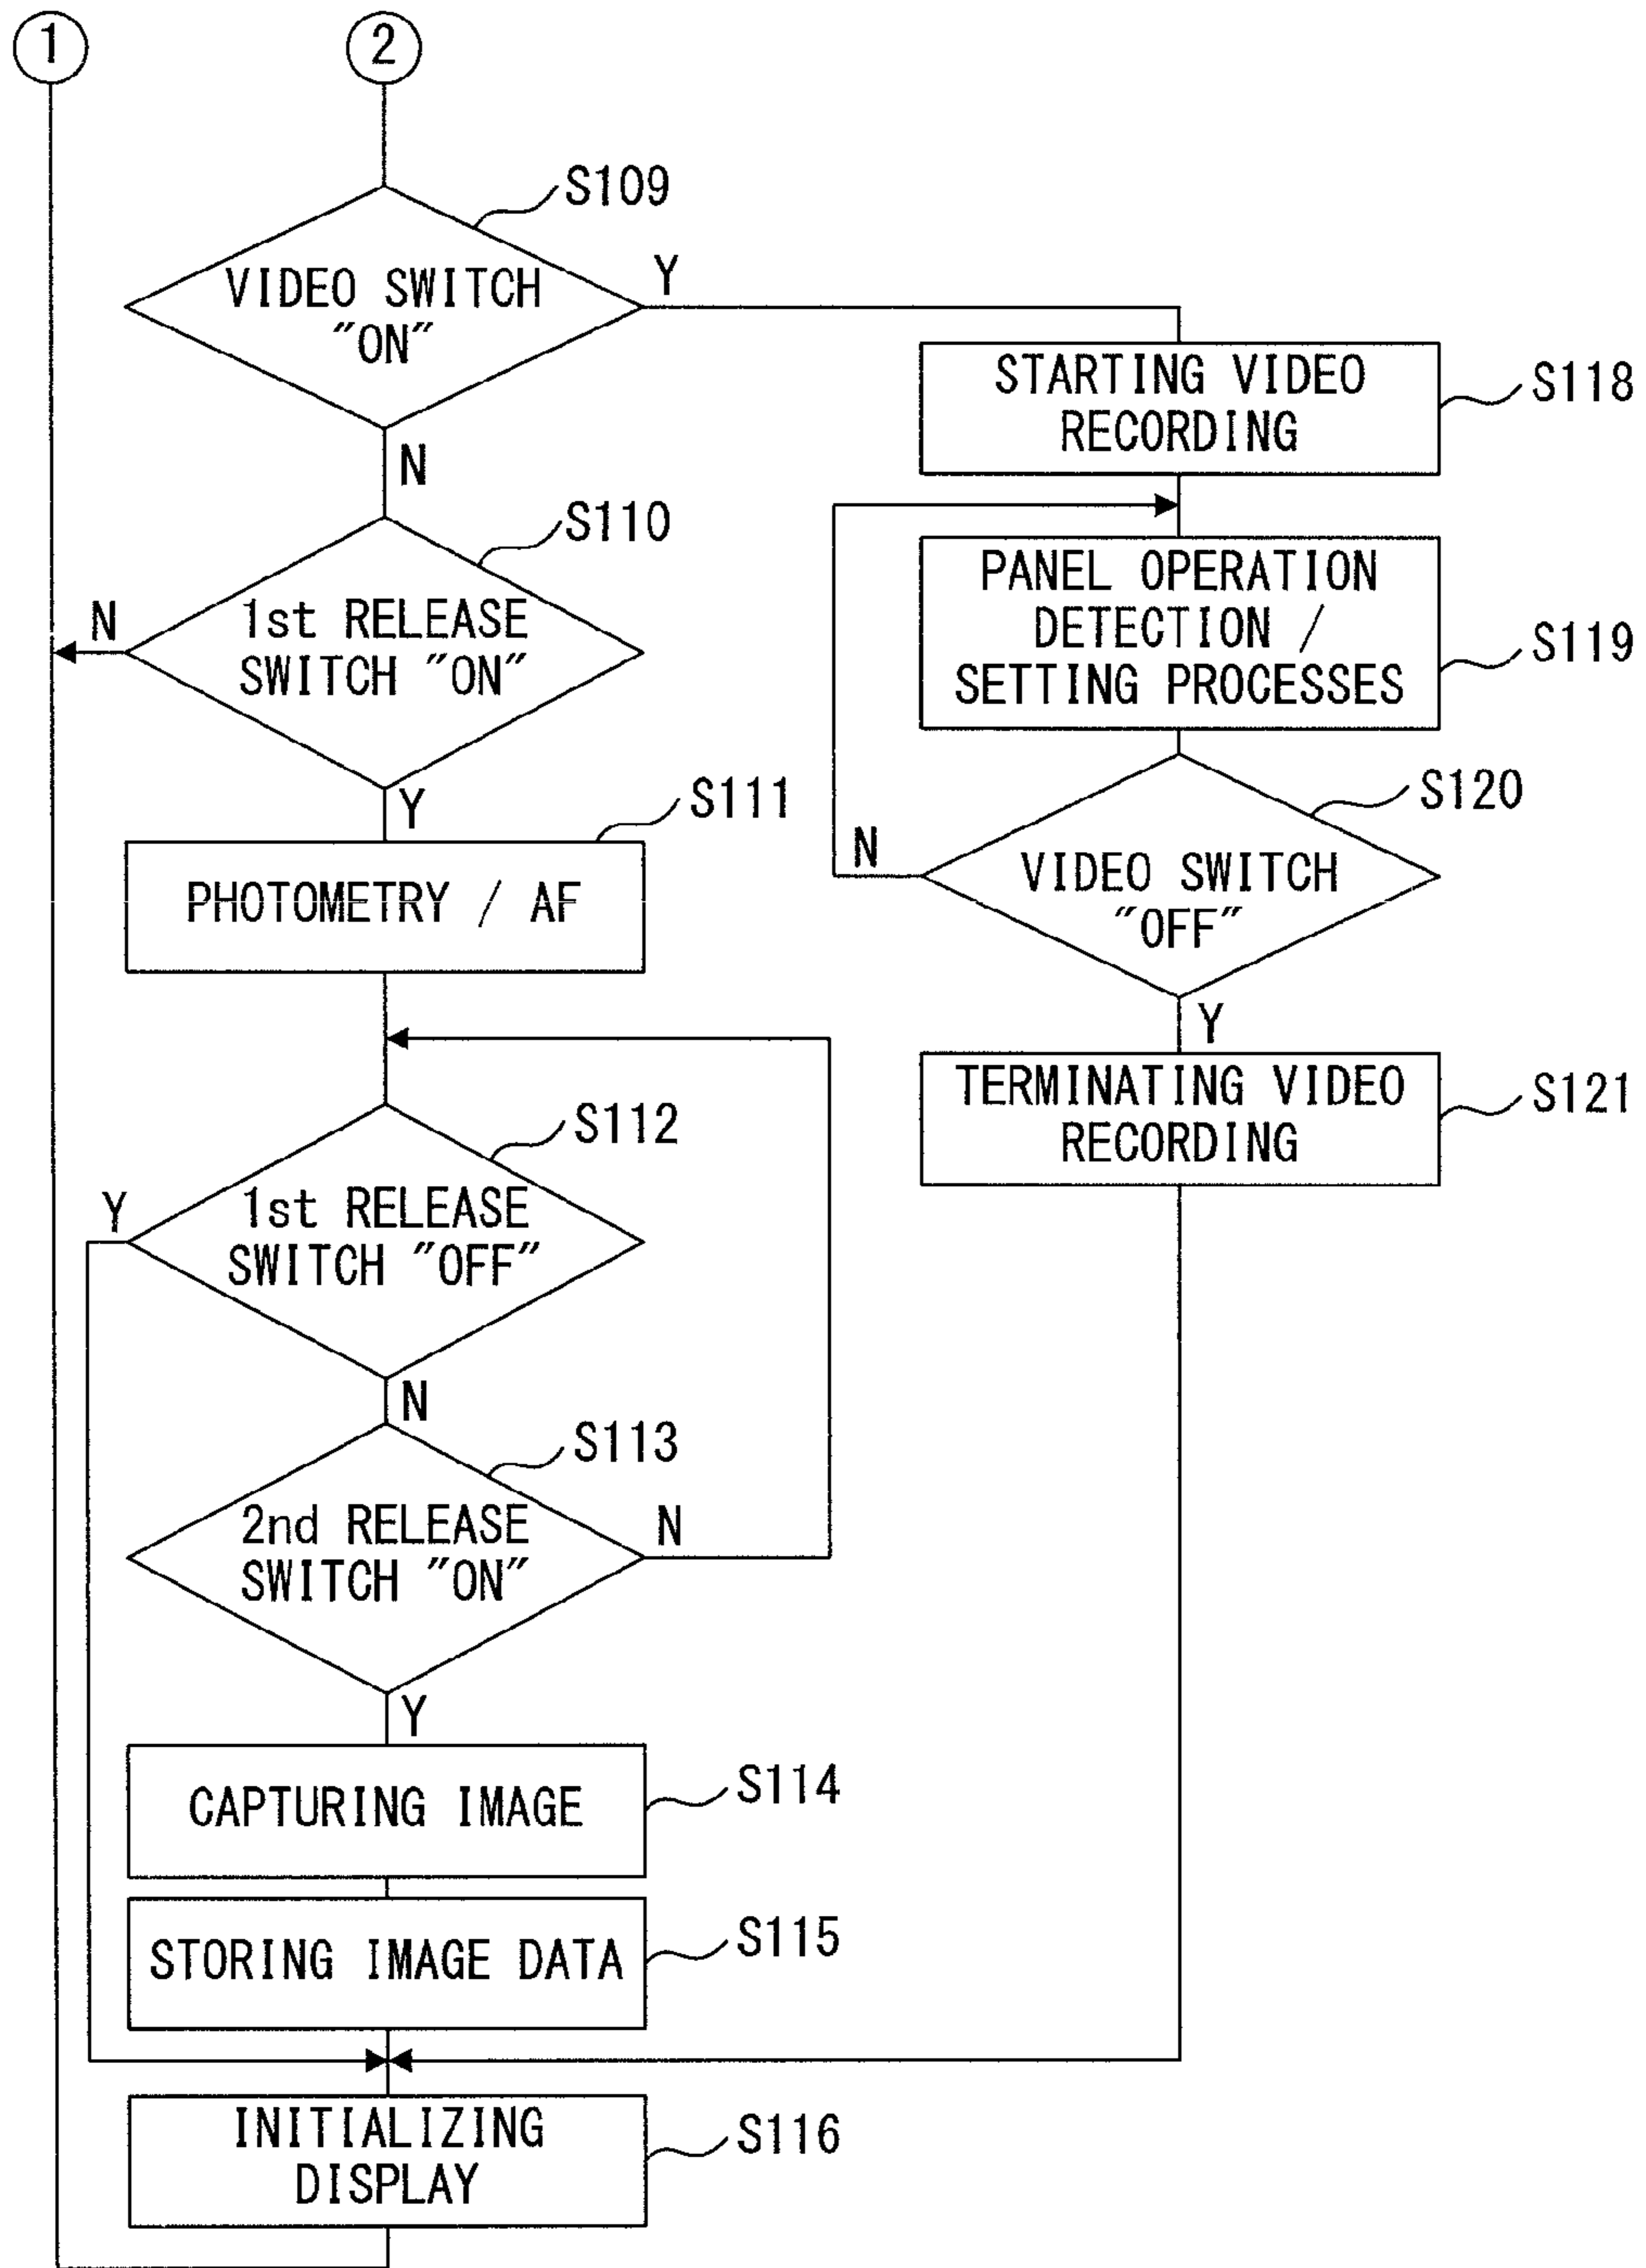 1
2
S109
VIDEO SWITCH
"ON"
Y
N
S118
STARTING VIDEO
RECORDING
S110
1st RELEASE
SWITCH "ON"
N
Y
S119
PANEL OPERATION
DETECTION /
SETTING PROCESSES
S111
PHOTOMETRY / AF
S120
VIDEO SWITCH
"OFF"
N
Y
S121
TERMINATING VIDEO
RECORDING
S112
1st RELEASE
SWITCH "OFF"
Y
N
S113
2nd RELEASE
SWITCH "ON"
N
Y
S114
CAPTURING IMAGE
S115
STORING IMAGE DATA
S116
INITIALIZING
DISPLAY